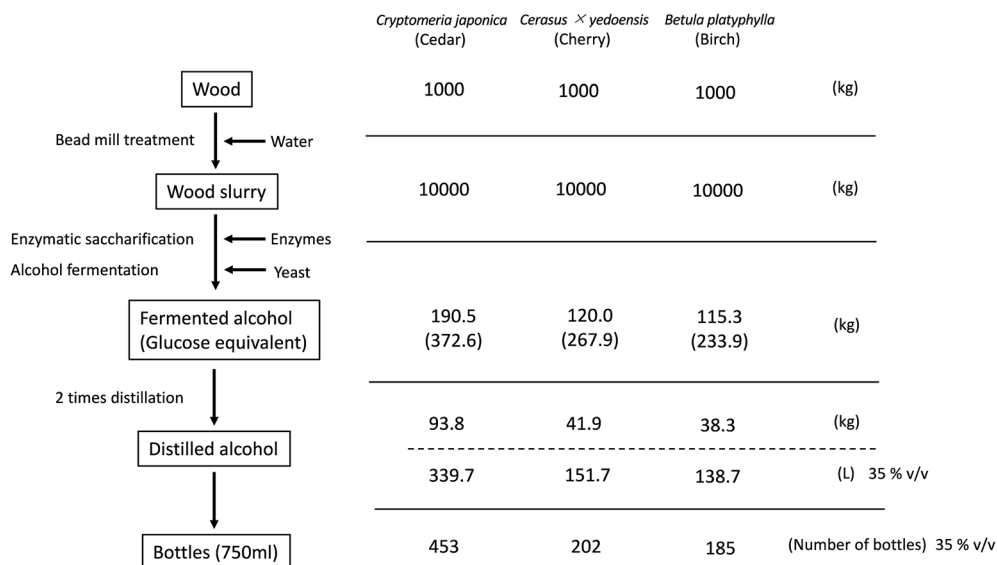 Cryptomeria japonica Cerasus × yedoensis Betula platyphylla
(Cedar) (Cherry) (Birch)
Wood 1000 1000 1000 (kg)
Bead mill treatment Water
Wood slurry 10000 10000 10000 (kg)
Enzymatic saccharification Enzymes
Alcohol fermentation Yeast
Fermented alcohol 190.5 120.0 115.3 (kg)
(Glucose equivalent) (372.6) (267.9) (233.9)
2 times distillation
93.8 41.9 38.3 (kg)
Distilled alcohol
339.7 151.7 138.7 (L) 35 % v/v
Bottles (750ml) 453 202 185 (Number of bottles) 35 % v/v